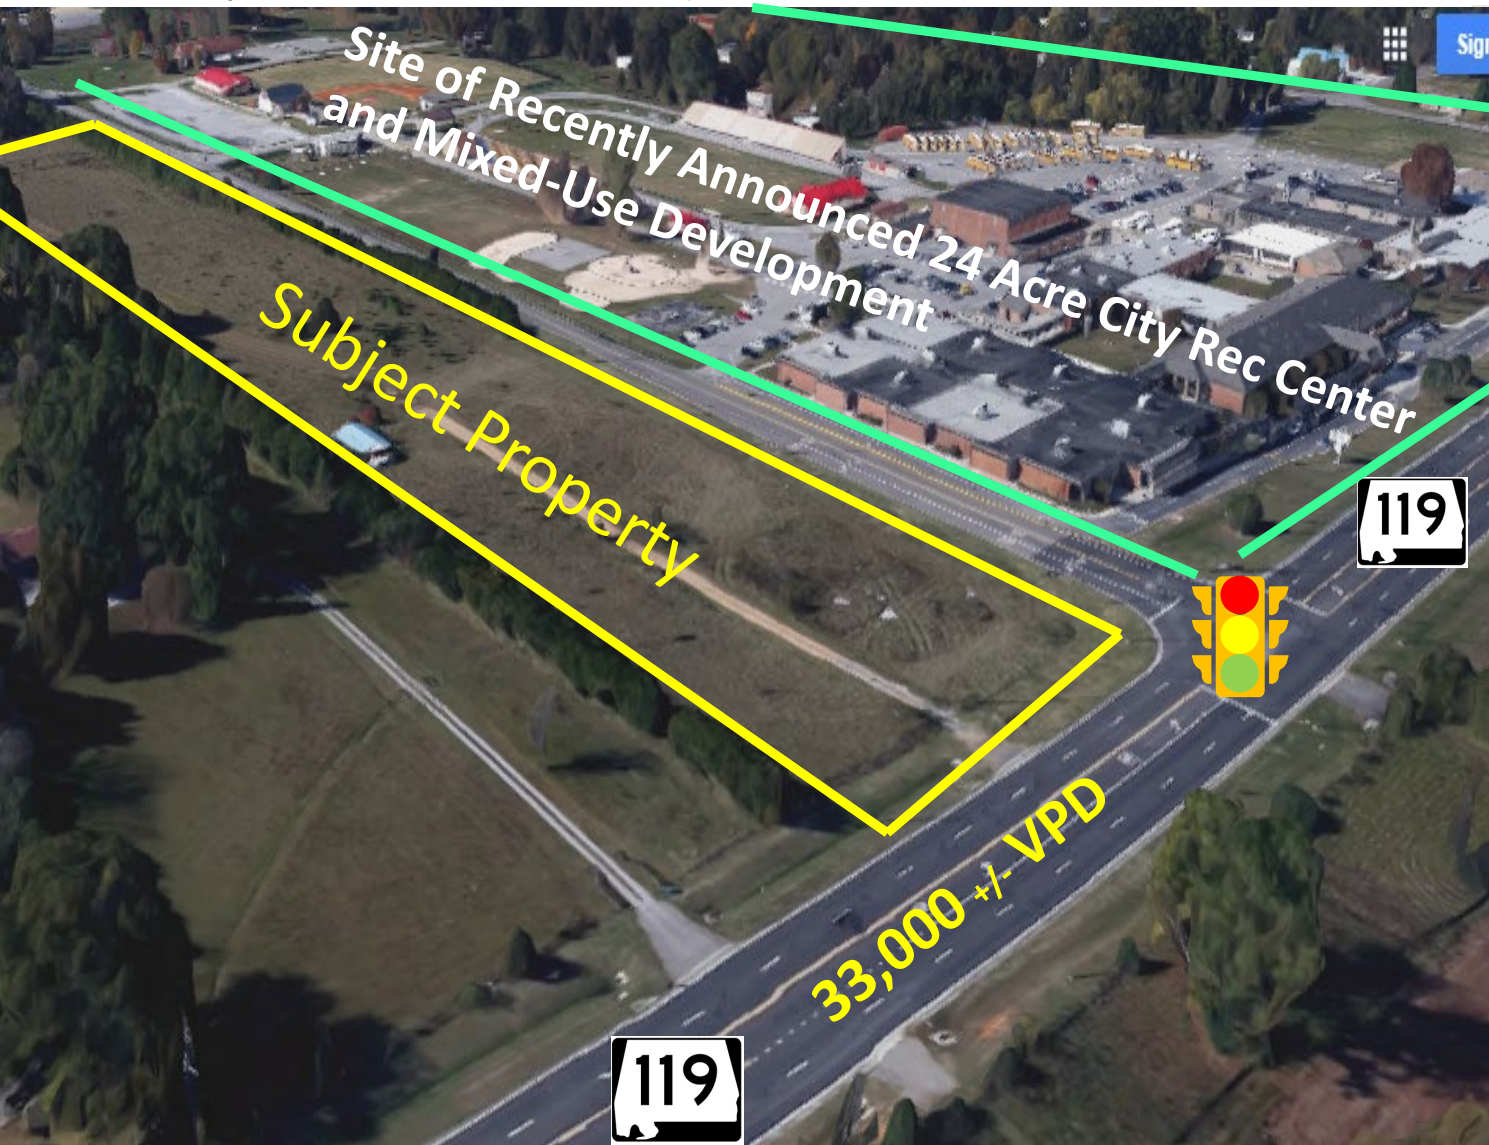 Sign
Site of Recently Announced 24 Acre City Rec Center
and Mixed-Use Development
Subject Property
119
33,000 +/- VPD
119